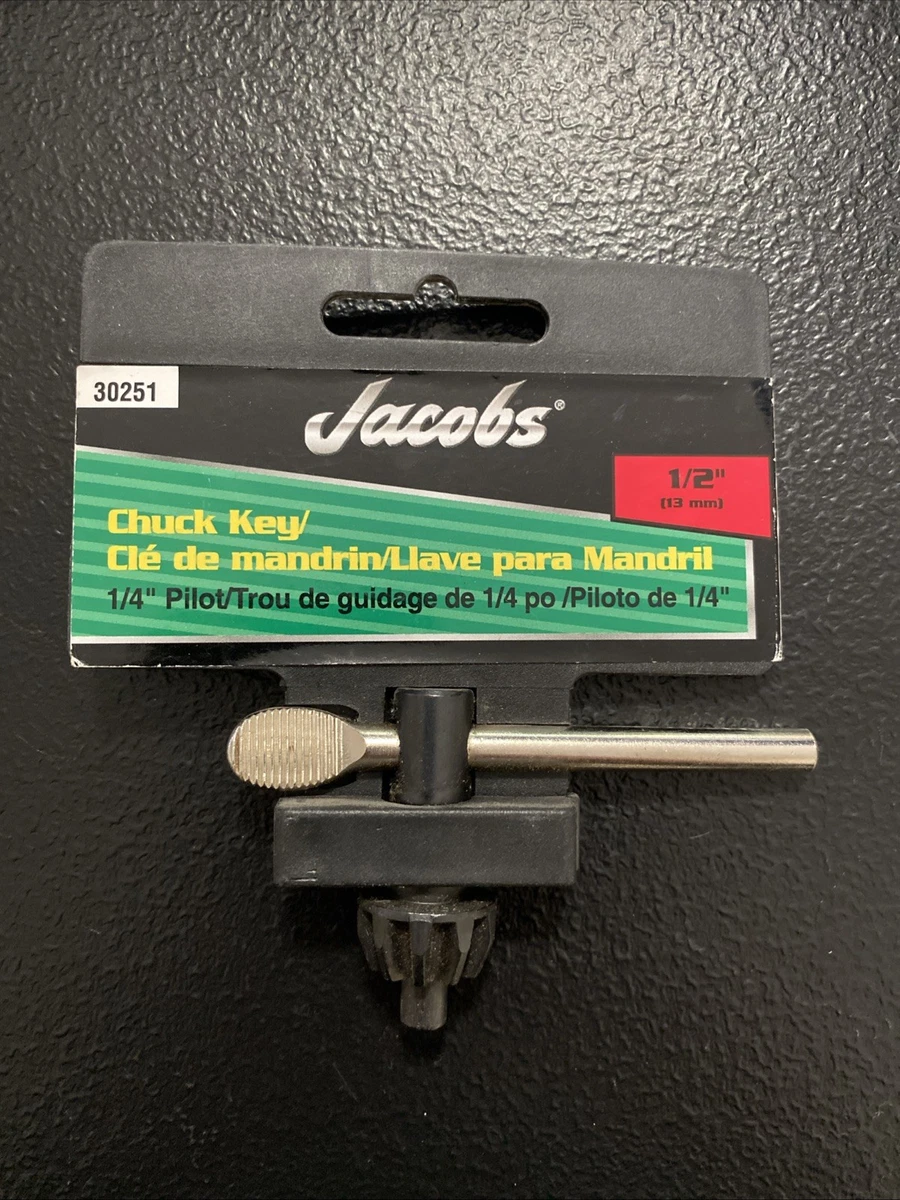 30251
Jacobs®
1/2"
(13 mm)
Chuck Key/
Clé de mandrin/Llave para Mandril
1/4" Pilot/Trou de guidage de 1/4 po /Piloto de 1/4"